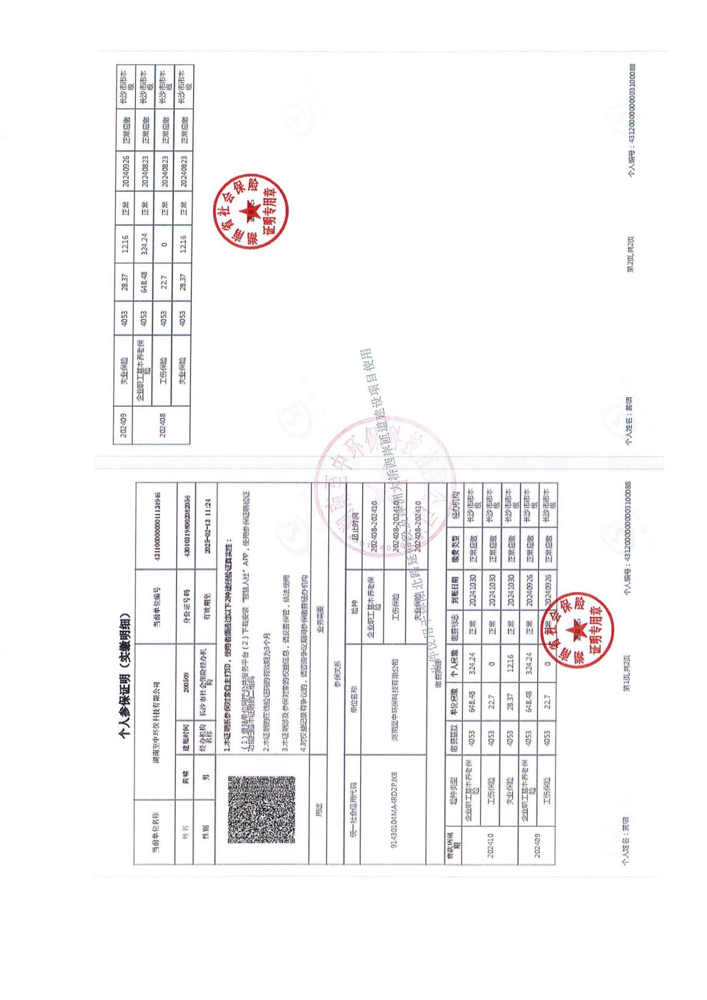 个人参保证明（实缴明细）
当前单位名称 湖南至中环保科技有限公司 当前单位编号 4311000000000111 34946
姓名 黄啸 建账时间 200509 身份证号码 430103198002082056
性别 男 经办机构名称 长沙市社会保险经办机构 有效期至 2025-02-13 11:24
1.本证明系参保对象自主打印，使用者须通过以下2种途径验证真实性：
（1）登陆单位网厅公共服务平台（2）下载安装“智慧人社”APP，使用参保证明验证
功能扫描本证明的二维码
2.本证明的在线验证码的有效期为3个月
3.本证明涉及参保对象的权益信息，请妥善保管，依法使用
4.对权益记录有争议的，请咨询争议期间参保缴费经办机构
用途 业务需要
参保关系
统一社会信用代码 单位名称 险种 起止时间
91430104MA4RD2PJX8 湖南至中环保科技有限公司 企业职工基本养老保险 202408-202410
工伤保险 202408-202410
失业保险 202408-202410
缴费明细
费款所属期 险种类型 缴费基数 单位应缴 个人应缴 缴费标志 到账日期 缴费类型 经办机构
202410 企业职工基本养老保险 4053 648.48 324.24 正常 20241030 正常应缴 长沙市市本级
工伤保险 4053 22.7 0 正常 20241030 正常应缴 长沙市市本级
失业保险 4053 28.37 12.16 正常 20241030 正常应缴 长沙市市本级
202409 企业职工基本养老保险 4053 648.48 324.24 正常 20240926 正常应缴 长沙市市本级
工伤保险 4053 22.7 0 正常 20240926 正常应缴 长沙市市本级
湖南省社会保险
盖章处：
证明专用章
湖南至中环保科技有限公司
此件仅用于浏阳北路延伸段及洲大桥西岸匝道建设项目使用
个人姓名：黄啸 第1页,共2页 个人编号：43120000000003100088
202409 失业保险 4053 28.37 12.16 正常 20240926 正常应缴 长沙市市本级
202408 企业职工基本养老保险 4053 648.48 324.24 正常 20240823 正常应缴 长沙市市本级
工伤保险 4053 22.7 0 正常 20240823 正常应缴 长沙市市本级
失业保险 4053 28.37 12.16 正常 20240823 正常应缴 长沙市市本级
湖南省社会保险
盖章处：
证明专用章
个人姓名：黄啸 第2页,共2页 个人编号：43120000000003100088